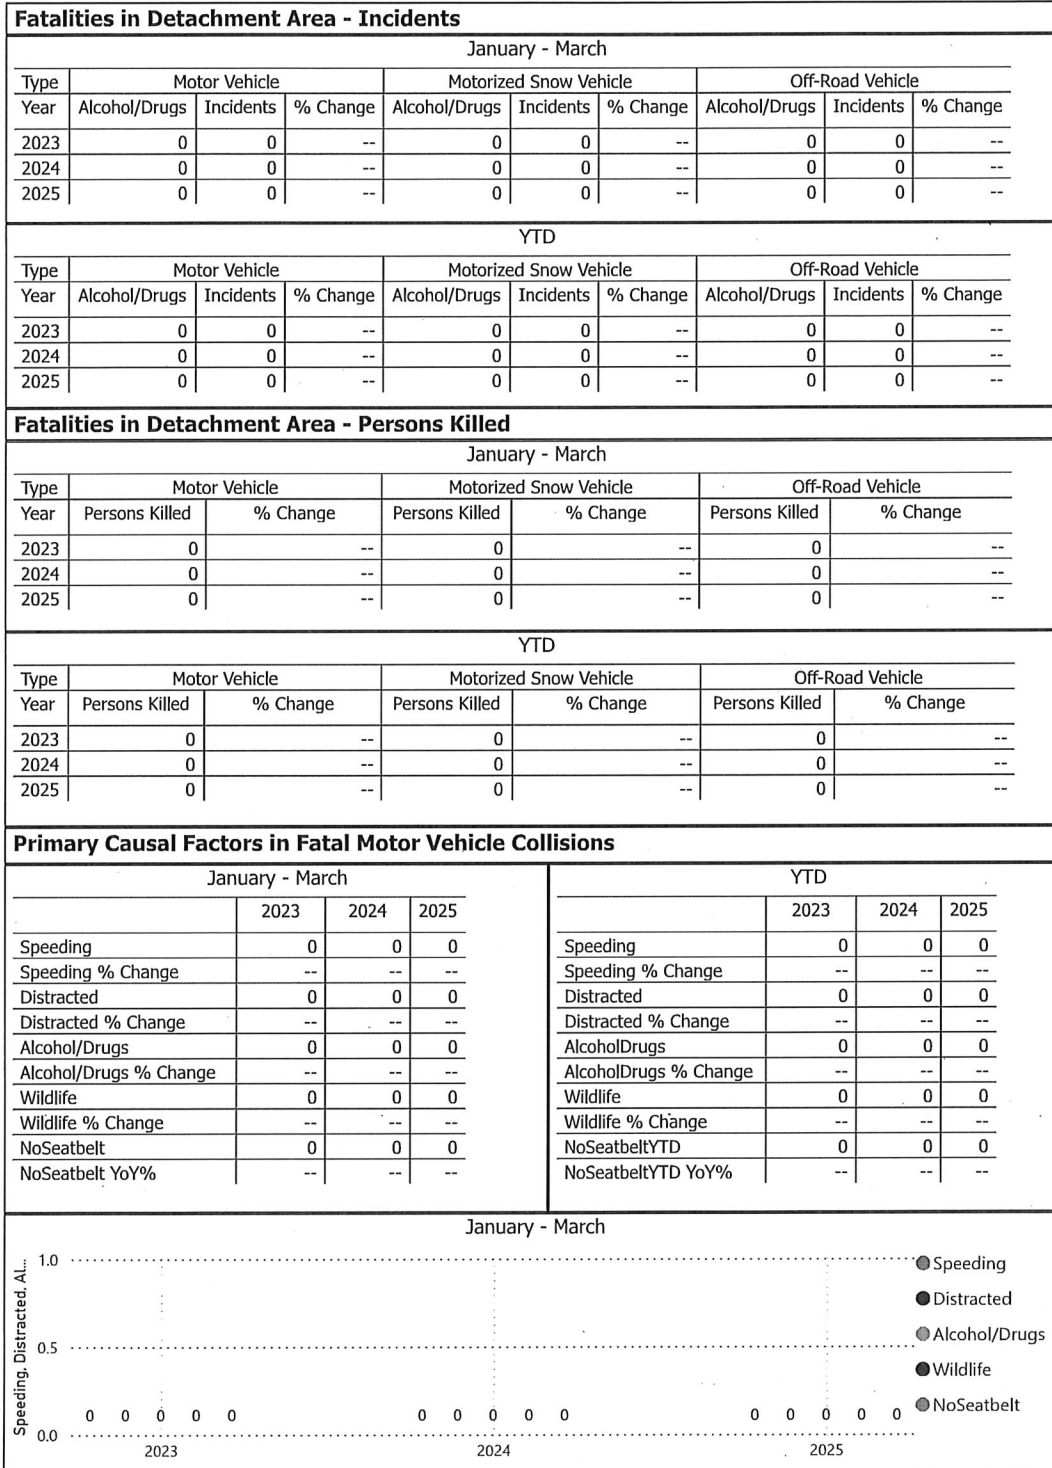 Fatalities in Detachment Area - Incidents
January - March
Type Motor Vehicle Motorized Snow Vehicle Off-Road Vehicle
Year Alcohol/Drugs Incidents % Change Alcohol/Drugs Incidents % Change Alcohol/Drugs Incidents % Change
2023 0 0 -- 0 0 -- 0 0 --
2024 0 0 -- 0 0 -- 0 0 --
2025 0 0 -- 0 0 -- 0 0 --
YTD
Type Motor Vehicle Motorized Snow Vehicle Off-Road Vehicle
Year Alcohol/Drugs Incidents % Change Alcohol/Drugs Incidents % Change Alcohol/Drugs Incidents % Change
2023 0 0 -- 0 0 -- 0 0 --
2024 0 0 -- 0 0 -- 0 0 --
2025 0 0 -- 0 0 -- 0 0 --
Fatalities in Detachment Area - Persons Killed
January - March
Type Motor Vehicle Motorized Snow Vehicle Off-Road Vehicle
Year Persons Killed % Change Persons Killed % Change Persons Killed % Change
2023 0 -- 0 -- 0 --
2024 0 -- 0 -- 0 --
2025 0 -- 0 -- 0 --
YTD
Type Motor Vehicle Motorized Snow Vehicle Off-Road Vehicle
Year Persons Killed % Change Persons Killed % Change Persons Killed % Change
2023 0 -- 0 -- 0 --
2024 0 -- 0 -- 0 --
2025 0 -- 0 -- 0 --
Primary Causal Factors in Fatal Motor Vehicle Collisions
January - March
2023 2024 2025
Speeding 0 0 0
Speeding % Change -- -- --
Distracted 0 0 0
Distracted % Change -- -- --
Alcohol/Drugs 0 0 0
Alcohol/Drugs % Change -- -- --
Wildlife 0 0 0
Wildlife % Change -- -- --
NoSeatbelt 0 0 0
NoSeatbelt YoY% -- -- --
YTD
2023 2024 2025
Speeding 0 0 0
Speeding % Change -- -- --
Distracted 0 0 0
Distracted % Change -- -- --
AlcoholDrugs 0 0 0
AlcoholDrugs % Change -- -- --
Wildlife 0 0 0
Wildlife % Change -- -- --
NoSeatbeltYTD 0 0 0
NoSeatbeltYTD YoY% -- -- --
January - March
Speeding, Distracted, Al...
1.0
0.5
0.0
0 0 0 0 0 0 0 0 0 0 0 0 0 0 0
2023 2024 2025
Speeding
Distracted
Alcohol/Drugs
Wildlife
NoSeatbelt